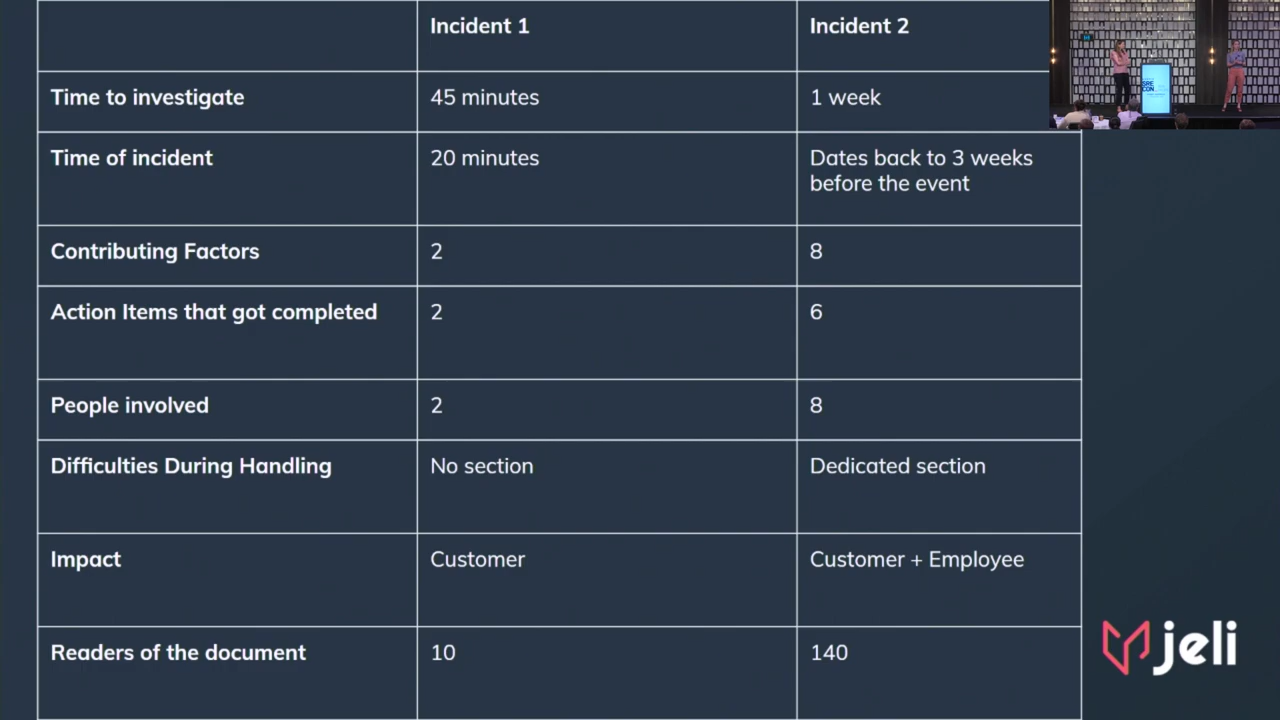 Incident 1
Incident 2
Time to investigate
45 minutes
1 week
Time of incident
20 minutes
Dates back to 3 weeks
before the event
Contributing Factors
2
8
Action Items that got completed
2
6
People involved
2
8
Difficulties During Handling
No section
Dedicated section
Impact
Customer
Customer + Employee
Readers of the document
10
140
SRE
CON
jeli